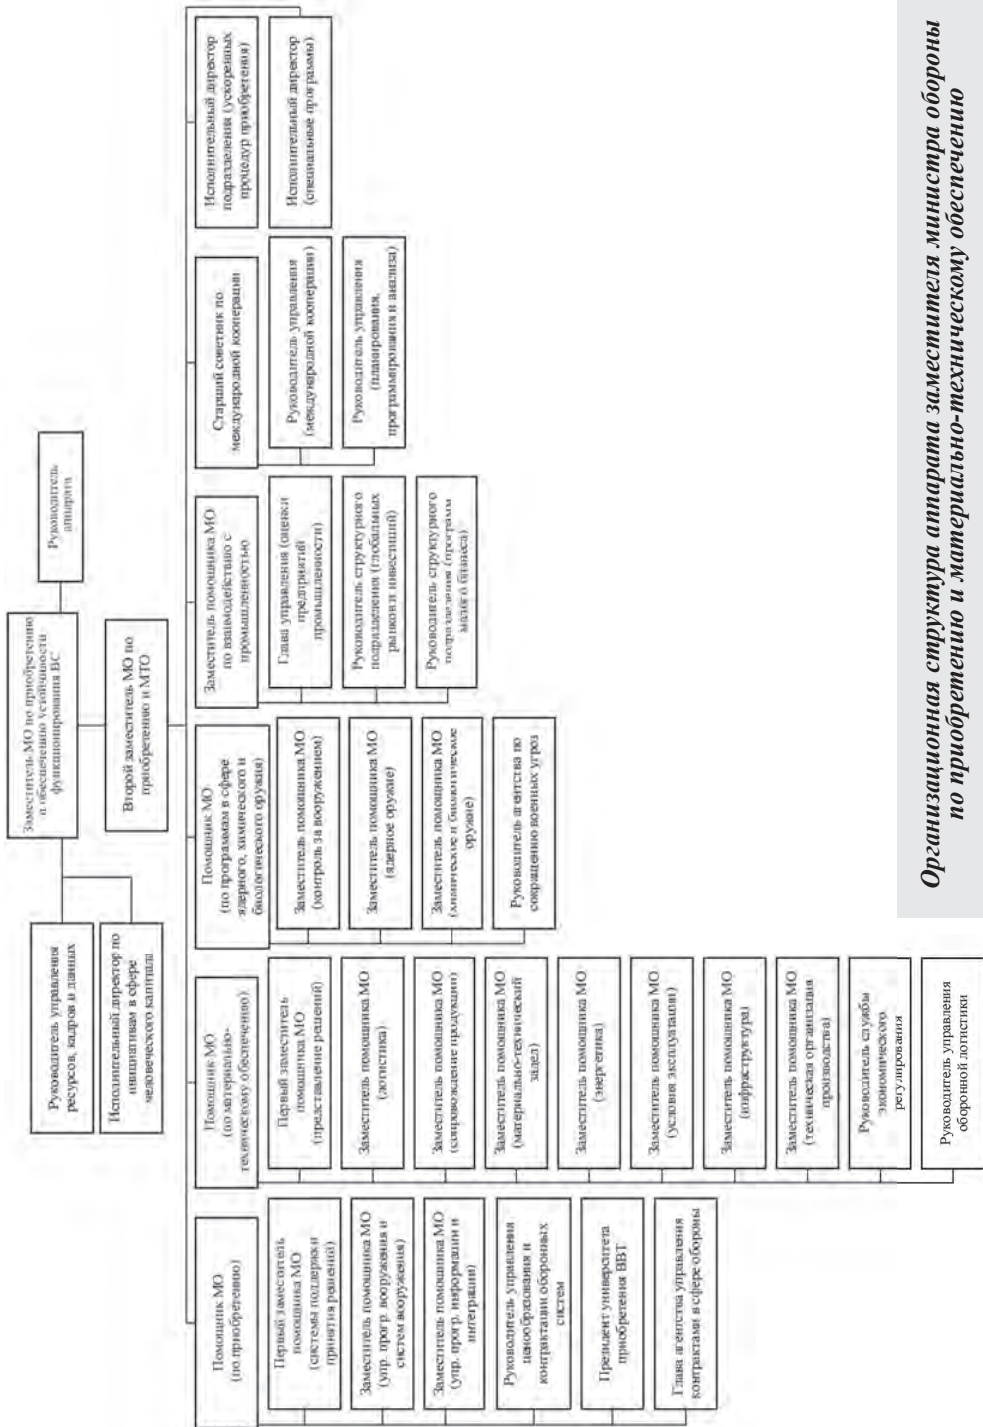 Заместитель МО по приобретению
и обеспечению устойчивости
функционирования ВС
Руководитель
аппарата
Руководитель управления
ресурсов, кадров и данных
Исполнительный директор по
инициативам в сфере
человеческого капитала
Второй заместитель МО по
приобретению и МТО
Помощник МО
(по приобретению)
Первый заместитель
помощника МО
(системы поддержки
принятия решений)
Заместитель помощника МО
(упр. прогр. вооружения и
систем вооружения)
Заместитель помощника МО
(упр. прогр. информации и
интеграции)
Руководитель управления
ценообразования и
контрактации оборонных
систем
Президент университета
приобретения ВВТ
Глава агентства управления
контрактами в сфере обороны
Помощник МО
(по материально-
техническому обеспечению)
Первый заместитель
помощника МО
(представление решений)
Заместитель помощника МО
(логистика)
Заместитель помощника МО
(сопровождение продукции)
Заместитель помощника МО
(материально-технический
задел)
Заместитель помощника МО
(энергетика)
Заместитель помощника МО
(условия эксплуатации)
Заместитель помощника МО
(инфраструктура)
Заместитель помощника МО
(техническая организация
производства)
Руководитель службы
экономического
регулирования
Руководитель управления
оборонной логистики
Помощник МО
(по программам в сфере
ядерного, химического и
биологического оружия)
Заместитель помощника МО
(контроль за вооружением)
Заместитель помощника МО
(ядерное оружие)
Заместитель помощника МО
(химическое и биологическое
оружие)
Руководитель агентства по
сокращению военных угроз
Заместитель помощника МО
по взаимодействию с
промышленностью
Глава управления (оценки
предприятий
промышленности)
Руководитель структурного
подразделения (глобальных
рынков и инвестиций)
Руководитель структурного
подразделения (программ
малого бизнеса)
Старший советник по
международной кооперации
Руководитель управления
(международной кооперации)
Руководитель управления
(планирования,
программирования и анализа)
Исполнительный директор
подразделения (ускоренных
процедур приобретения)
Исполнительный директор
(специальные программы)
Организационная структура аппарата заместителя министра обороны
по приобретению и материально-техническому обеспечению